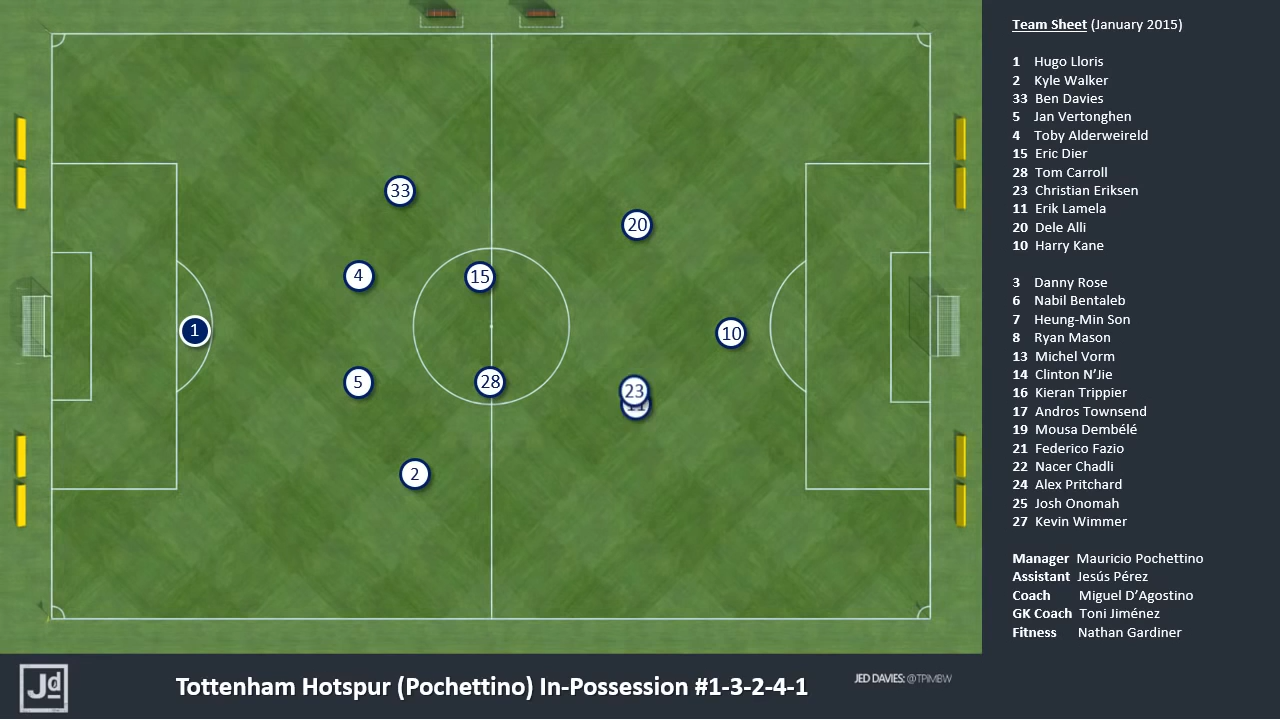 33
20
4
15
1
10
5
28
23
2
Team Sheet (January 2015)
1 Hugo Lloris
2 Kyle Walker
33 Ben Davies
5 Jan Vertonghen
4 Toby Alderweireld
15 Eric Dier
28 Tom Carroll
23 Christian Eriksen
11 Erik Lamela
20 Dele Alli
10 Harry Kane
3 Danny Rose
6 Nabil Bentaleb
7 Heung-Min Son
8 Ryan Mason
13 Michel Vorm
14 Clinton N’Jie
16 Kieran Trippier
17 Andros Townsend
19 Mousa Dembélé
21 Federico Fazio
22 Nacer Chadli
24 Alex Pritchard
25 Josh Onomah
27 Kevin Wimmer
Manager Mauricio Pochettino
Assistant Jesús Pérez
Coach Miguel D’Agostino
GK Coach Toni Jiménez
Fitness Nathan Gardiner
Jd
Tottenham Hotspur (Pochettino) In-Possession #1-3-2-4-1
JED DAVIES: @TPIMBW